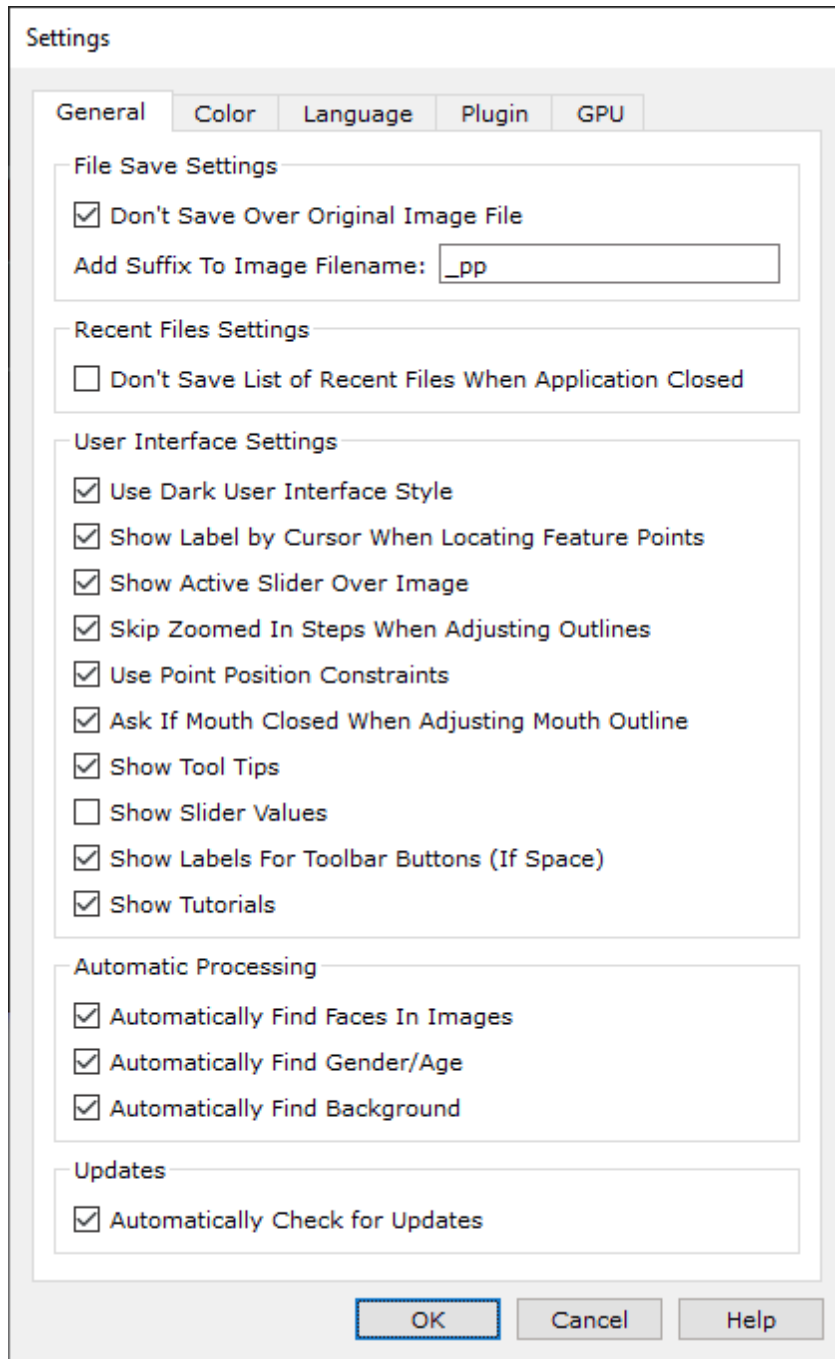 Settings
General Color Language Plugin GPU
File Save Settings
Don't Save Over Original Image File
Add Suffix To Image Filename: _pp
Recent Files Settings
Don't Save List of Recent Files When Application Closed
User Interface Settings
Use Dark User Interface Style
Show Label by Cursor When Locating Feature Points
Show Active Slider Over Image
Skip Zoomed In Steps When Adjusting Outlines
Use Point Position Constraints
Ask If Mouth Closed When Adjusting Mouth Outline
Show Tool Tips
Show Slider Values
Show Labels For Toolbar Buttons (If Space)
Show Tutorials
Automatic Processing
Automatically Find Faces In Images
Automatically Find Gender/Age
Automatically Find Background
Updates
Automatically Check for Updates
OK Cancel Help